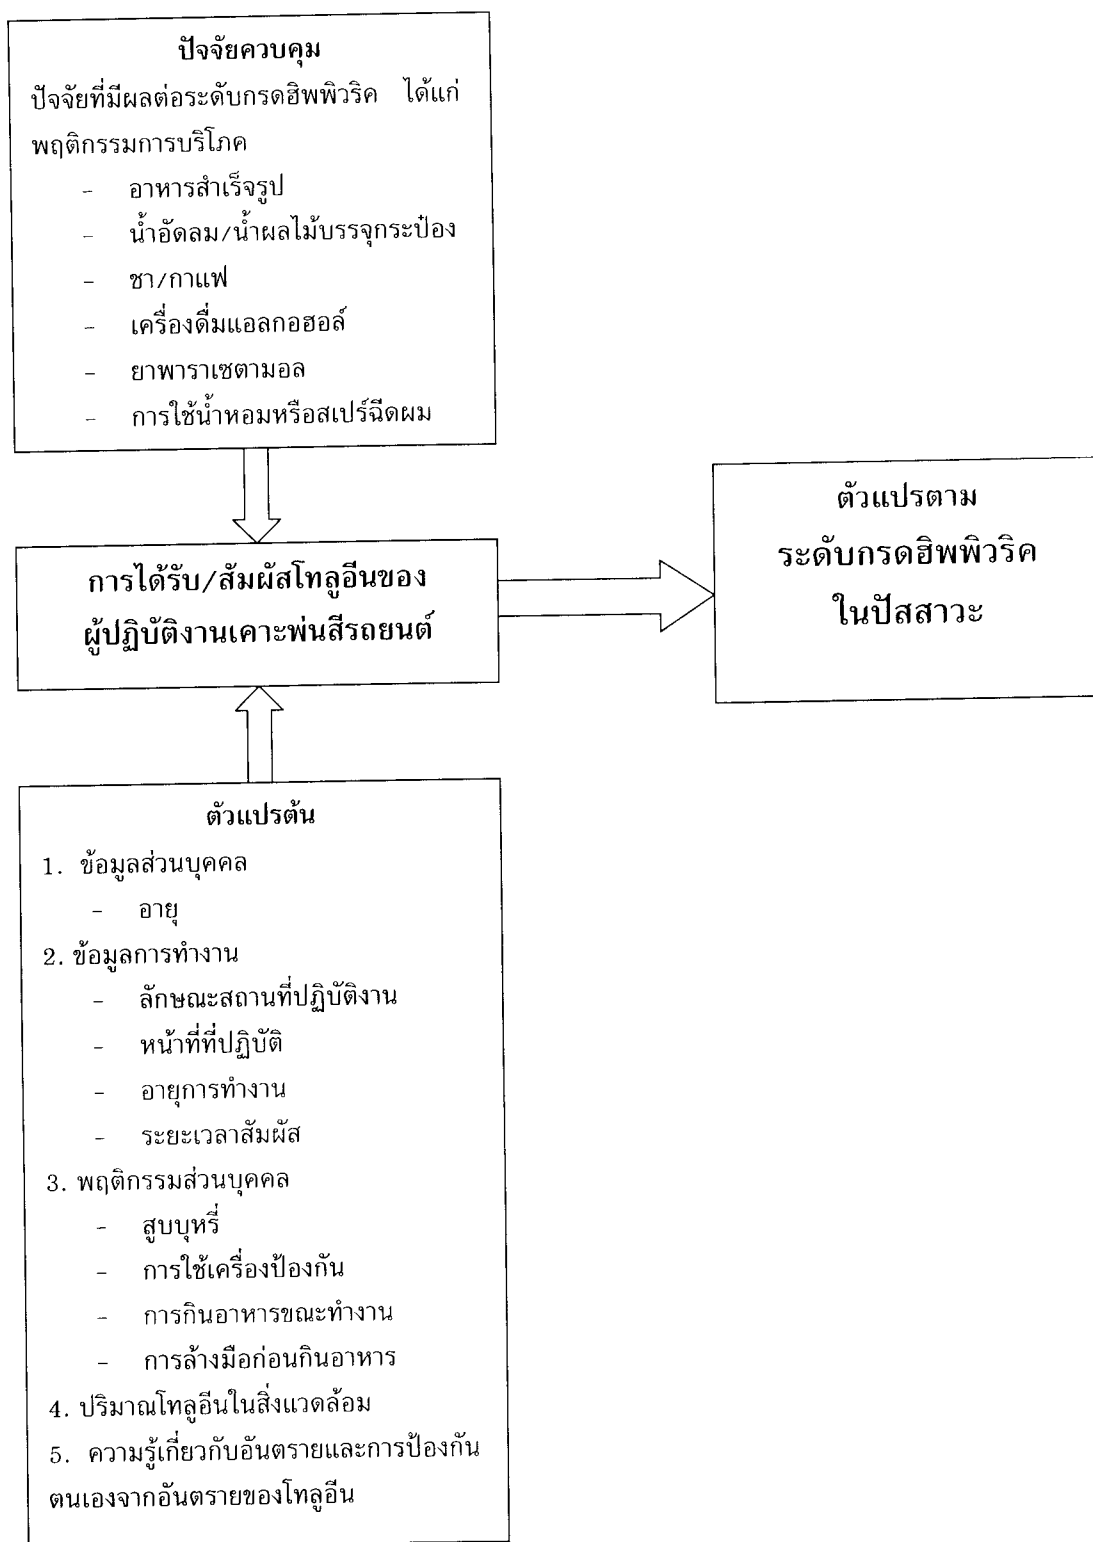 ปัจจัยควบคุม
ปัจจัยที่มีผลต่อระดับกรดฮิพพิวริค ได้แก่
พฤติกรรมการบริโภค
- อาหารสำเร็จรูป
- น้ำอัดลม/น้ำผลไม้บรรจุกระป๋อง
- ชา/กาแฟ
- เครื่องดื่มแอลกอฮอล์
- ยาพาราเซตามอล
- การใช้น้ำหอมหรือสเปร์ฉีดผม
การได้รับ/สัมผัสโทลูอีนของ
ผู้ปฏิบัติงานเคาะพ่นสีรถยนต์
ตัวแปรตาม
ระดับกรดฮิพพิวริค
ในปัสสาวะ
ตัวแปรต้น
1. ข้อมูลส่วนบุคคล
- อายุ
2. ข้อมูลการทำงาน
- ลักษณะสถานที่ปฏิบัติงาน
- หน้าที่ที่ปฏิบัติ
- อายุการทำงาน
- ระยะเวลาสัมผัส
3. พฤติกรรมส่วนบุคคล
- สูบบุหรี่
- การใช้เครื่องป้องกัน
- การกินอาหารขณะทำงาน
- การล้างมือก่อนกินอาหาร
4. ปริมาณโทลูอีนในสิ่งแวดล้อม
5. ความรู้เกี่ยวกับอันตรายและการป้องกัน
ตนเองจากอันตรายของโทลูอีน